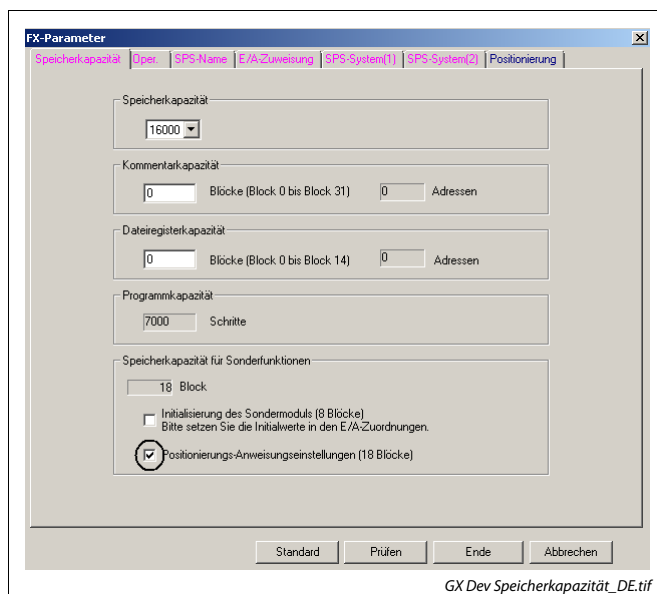 FX-Parameter
Speicherkapazität Oper. SPS-Name E/A-Zuweisung SPS-System(1) SPS-System(2) Positionierung
Speicherkapazität
16000
Kommentarkapazität
0 Blöcke (Block 0 bis Block 31) 0 Adressen
Dateiregisterkapazität
0 Blöcke (Block 0 bis Block 14) 0 Adressen
Programmkapazität
7000 Schritte
Speicherkapazität für Sonderfunktionen
18 Block
Initialisierung des Sondermoduls (8 Blöcke)
Bitte setzen Sie die Initialwerte in den E/A-Zuordnungen.
Positionierungs-Anweisungseinstellungen (18 Blöcke)
Standard Prüfen Ende Abbrechen
GX Dev Speicherkapazität_DE.tif